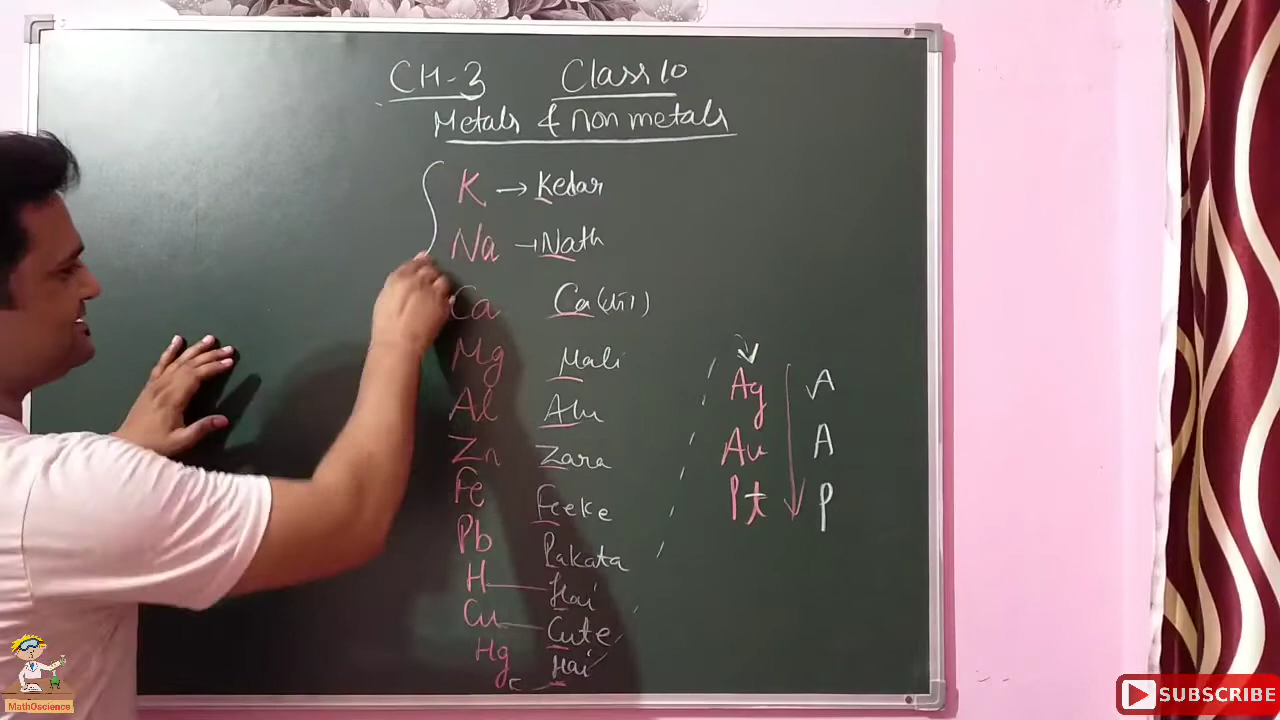 CH-3 Class 10
Metals & non metals
K → Kedar
Na → Nath
Ca Ca
Mg Mali
Al Alu
Zn Zara
Fe Feeke
Pb Pakata
H Hai
Cu Cute
Hg Hai
Ag A
Au A
Pt P
MathOscience
SUBSCRIBE